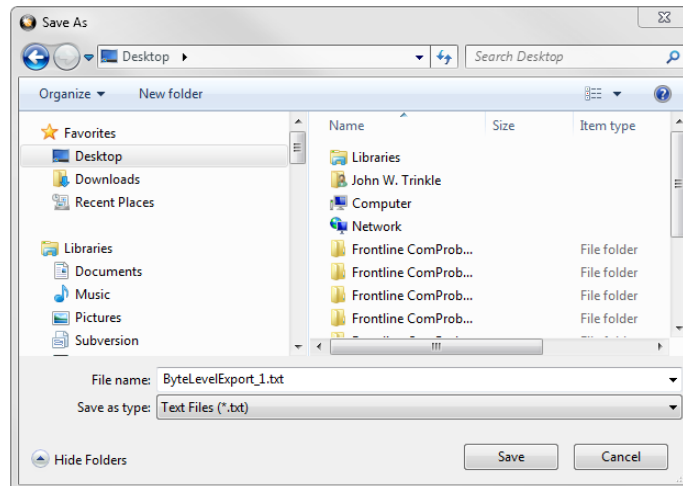 Save As
Desktop
Search Desktop
Organize
New folder
Name
Size
Item type
Favorites
Desktop
Downloads
Recent Places
Libraries
Documents
Music
Pictures
Subversion
Libraries
John W. Trinkle
Computer
Network
Frontline ComProb... File folder
Frontline ComProb... File folder
Frontline ComProb... File folder
Frontline ComProb... File folder
File name: ByteLevelExport_1.txt
Save as type: Text Files (*.txt)
Hide Folders
Save
Cancel